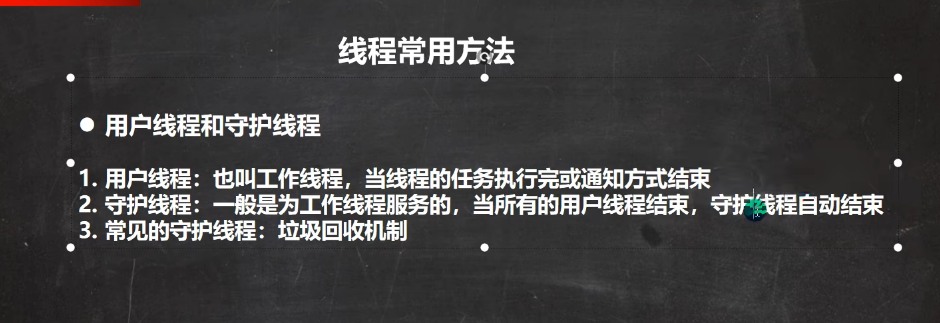 线程常用方法
● 用户线程和守护线程
1. 用户线程：也叫工作线程，当线程的任务执行完或通知方式结束
2. 守护线程：一般是为工作线程服务的，当所有的用户线程结束，守护线程自动结束
3. 常见的守护线程：垃圾回收机制